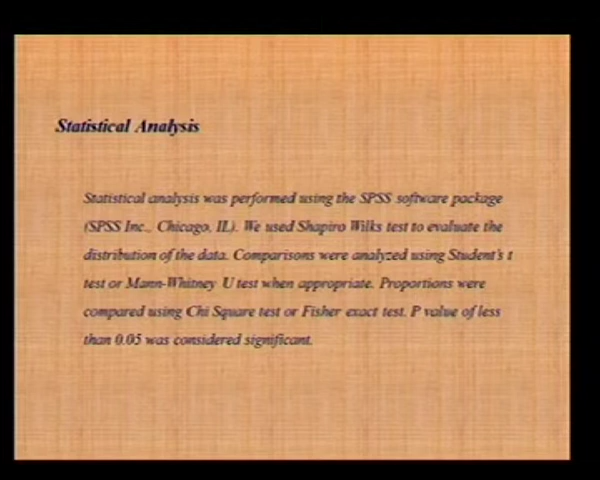 Statistical Analysis
Statistical analysis was performed using the SPSS software package
(SPSS Inc., Chicago, IL). We used Shapiro Wilks test to evaluate the
distribution of the data. Comparisons were analyzed using Student's t
test or Mann-Whitney U test when appropriate. Proportions were
compared using Chi Square test or Fisher exact test. P value of less
than 0.05 was considered significant.